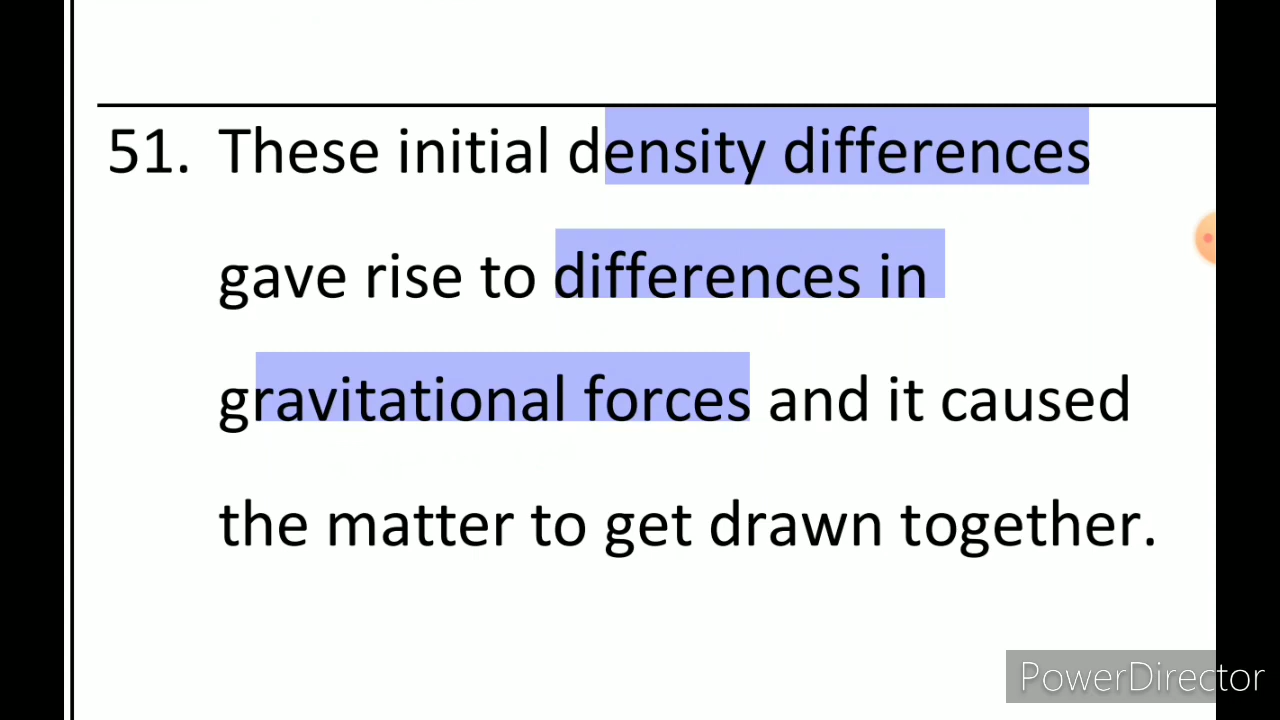 51. These initial density differences
gave rise to differences in
gravitational forces and it caused
the matter to get drawn together.
PowerDirector